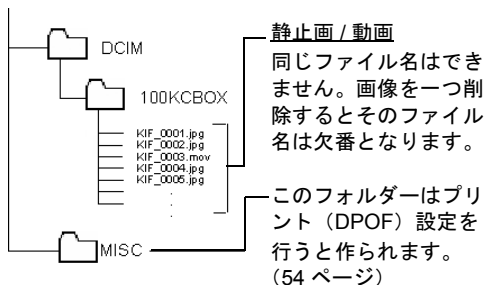 DCIM
100KCBOX
KIF_0001.jpg
KIF_0002.jpg
KIF_0003.mov
KIF_0004.jpg
KIF_0005.jpg
MISC
静止画 / 動画
同じファイル名はでき
ません。画像を一つ削
除するとそのファイル
名は欠番となります。
このフォルダーはプリ
ント（DPOF）設定を
行うと作られます。
（54 ページ）